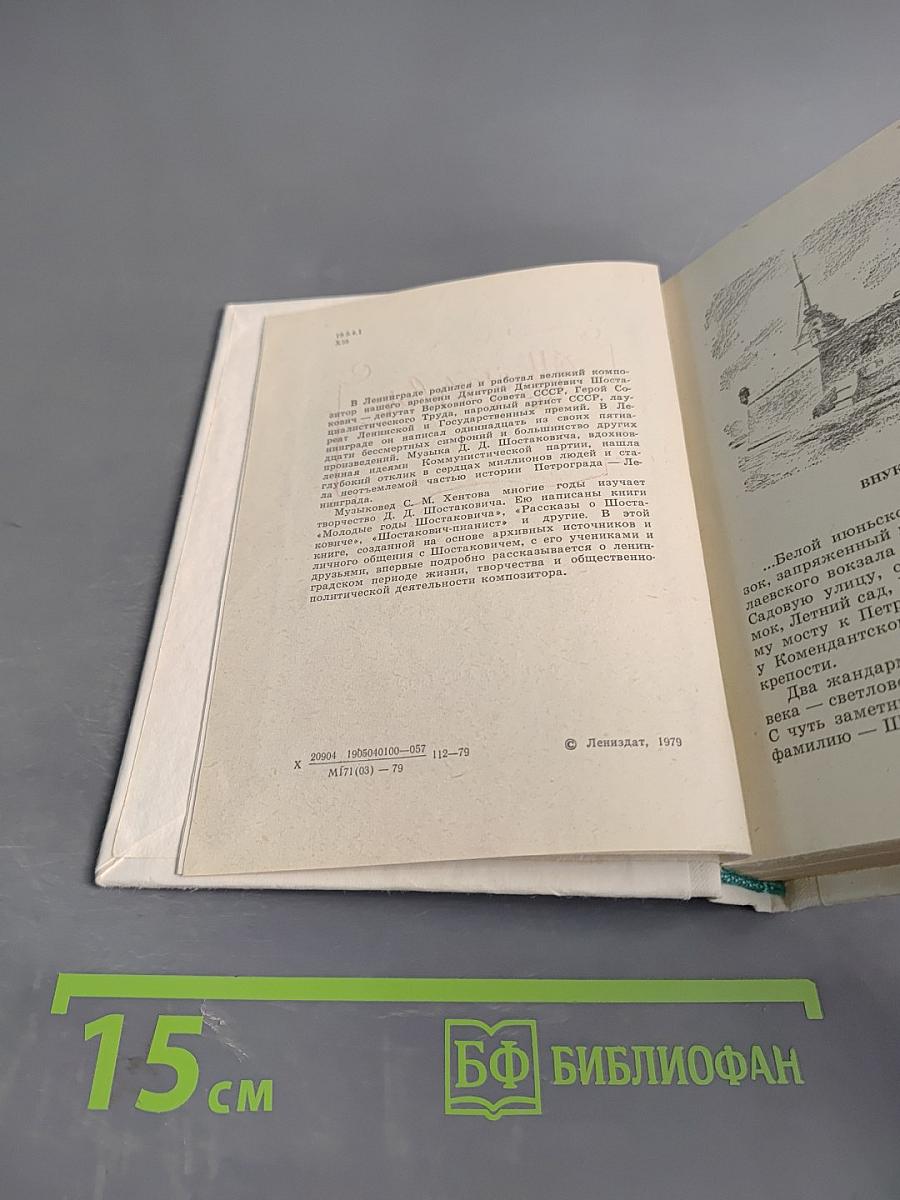 Х55
В Ленинграде родился и работал великий компо-
зитор нашего времени Дмитрий Дмитриевич Шоста-
кович — депутат Верховного Совета СССР, Герой Со-
циалистического Труда, народный артист СССР, лау-
реат Ленинской и Государственных премий. В Ле-
нинграде он написал одиннадцать из своих пятна-
дцати бессмертных симфоний и большинство других
произведений. Музыка Д. Д. Шостаковича, вдохнов-
ленная идеями Коммунистической партии, нашла
глубокий отклик в сердцах миллионов людей и ста-
ла неотъемлемой частью истории Петрограда — Ле-
нинграда.
Музыковед С. М. Хентова многие годы изучает
творчество Д. Д. Шостаковича. Ею написаны книги
«Молодые годы Шостаковича», «Рассказы о Шоста-
ковиче», «Шостакович-пианист» и другие. В этой
книге, созданной на основе архивных источников и
личного общения с Шостаковичем, с его учениками и
друзьями, впервые подробно рассказывается о ленин-
градском периоде жизни, творчества и общественно-
политической деятельности композитора.
Х 20904 1905040100—057 112—79
М171(03) — 79
© Лениздат, 1979
ВНУК
...Белой июньско
зок, запряженный
лаевского вокзала
Садовую улицу,
мок, Летний сад,
му мосту к Петр
у Комендантско
крепости.
Два жандарм
века — светлов
С чуть заметн
фамилию — Ш
15 см
БФ БИБЛИОФАН